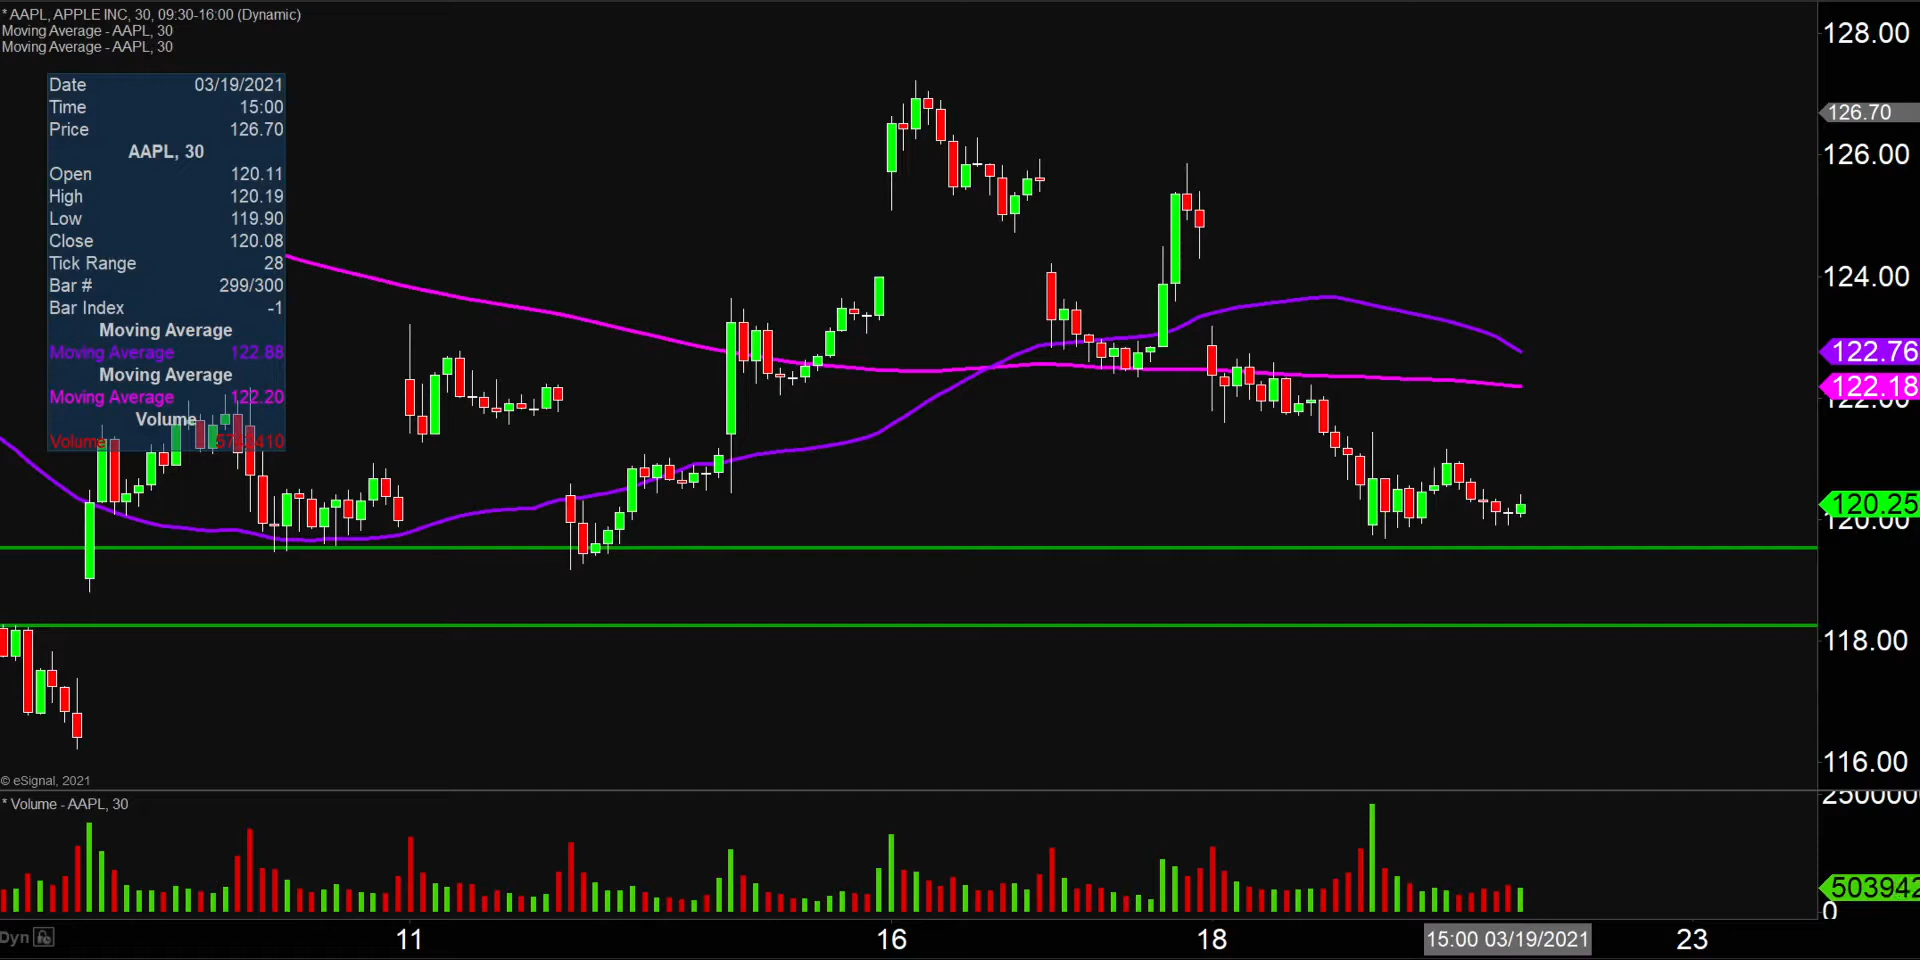 * AAPL, APPLE INC, 30, 09:30-16:00 (Dynamic)
Moving Average - AAPL, 30
Moving Average - AAPL, 30
Date 03/19/2021
Time 15:00
Price 126.70
AAPL, 30
Open 120.11
High 120.19
Low 119.90
Close 120.08
Tick Range 28
Bar # 299/300
Bar Index -1
Moving Average
Moving Average 122.88
Moving Average
Moving Average 122.20
Volume
Volume
128.00
126.70
126.00
124.00
122.76
122.18
122.00
120.25
120.00
118.00
116.00
© eSignal, 2021
* Volume - AAPL, 30
503942
0
Dyn
11
16
18
15:00 03/19/2021
23